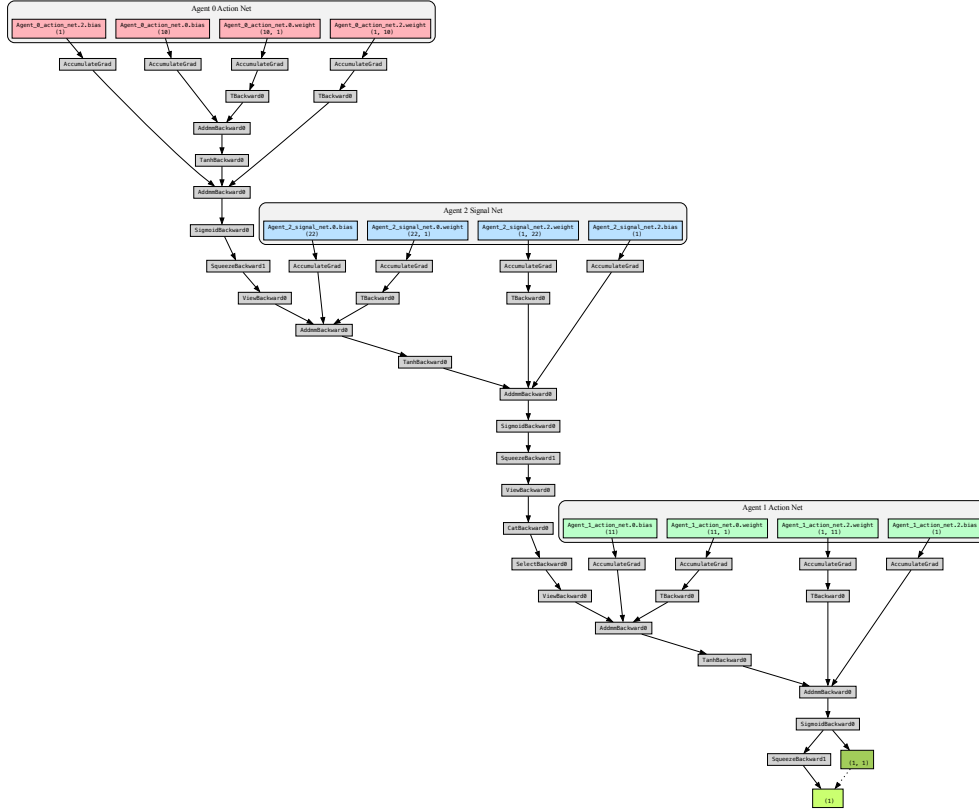 Agent 0 Action Net
Agent_0_action_net.2.bias
(1)
Agent_0_action_net.0.bias
(10)
Agent_0_action_net.0.weight
(10, 1)
Agent_0_action_net.2.weight
(1, 10)
AccumulateGrad
AccumulateGrad
AccumulateGrad
AccumulateGrad
TBackward0
TBackward0
AddmmBackward0
TanhBackward0
AddmmBackward0
SigmoidBackward0
Agent 2 Signal Net
Agent_2_signal_net.0.bias
(22)
Agent_2_signal_net.0.weight
(22, 1)
Agent_2_signal_net.2.weight
(1, 22)
Agent_2_signal_net.2.bias
(1)
SqueezeBackward1
AccumulateGrad
AccumulateGrad
AccumulateGrad
AccumulateGrad
ViewBackward0
TBackward0
TBackward0
AddmmBackward0
TanhBackward0
AddmmBackward0
SigmoidBackward0
SqueezeBackward1
ViewBackward0
CatBackward0
Agent 1 Action Net
Agent_1_action_net.0.bias
(11)
Agent_1_action_net.0.weight
(11, 1)
Agent_1_action_net.2.weight
(1, 11)
Agent_1_action_net.2.bias
(1)
SelectBackward0
AccumulateGrad
AccumulateGrad
AccumulateGrad
AccumulateGrad
ViewBackward0
TBackward0
TBackward0
AddmmBackward0
TanhBackward0
AddmmBackward0
SigmoidBackward0
SqueezeBackward1
(1, 1)
(1)